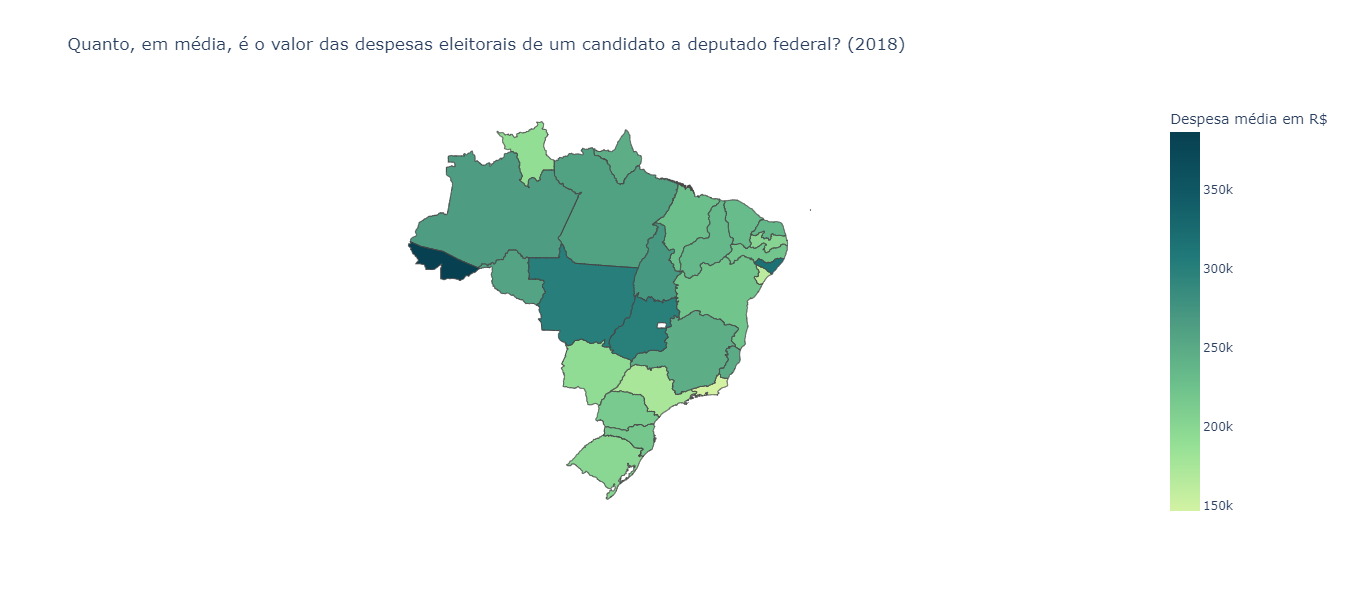 Quanto, em média, é o valor das despesas eleitorais de um candidato a deputado federal? (2018)
Despesa média em R$
350k
300k
250k
200k
150k